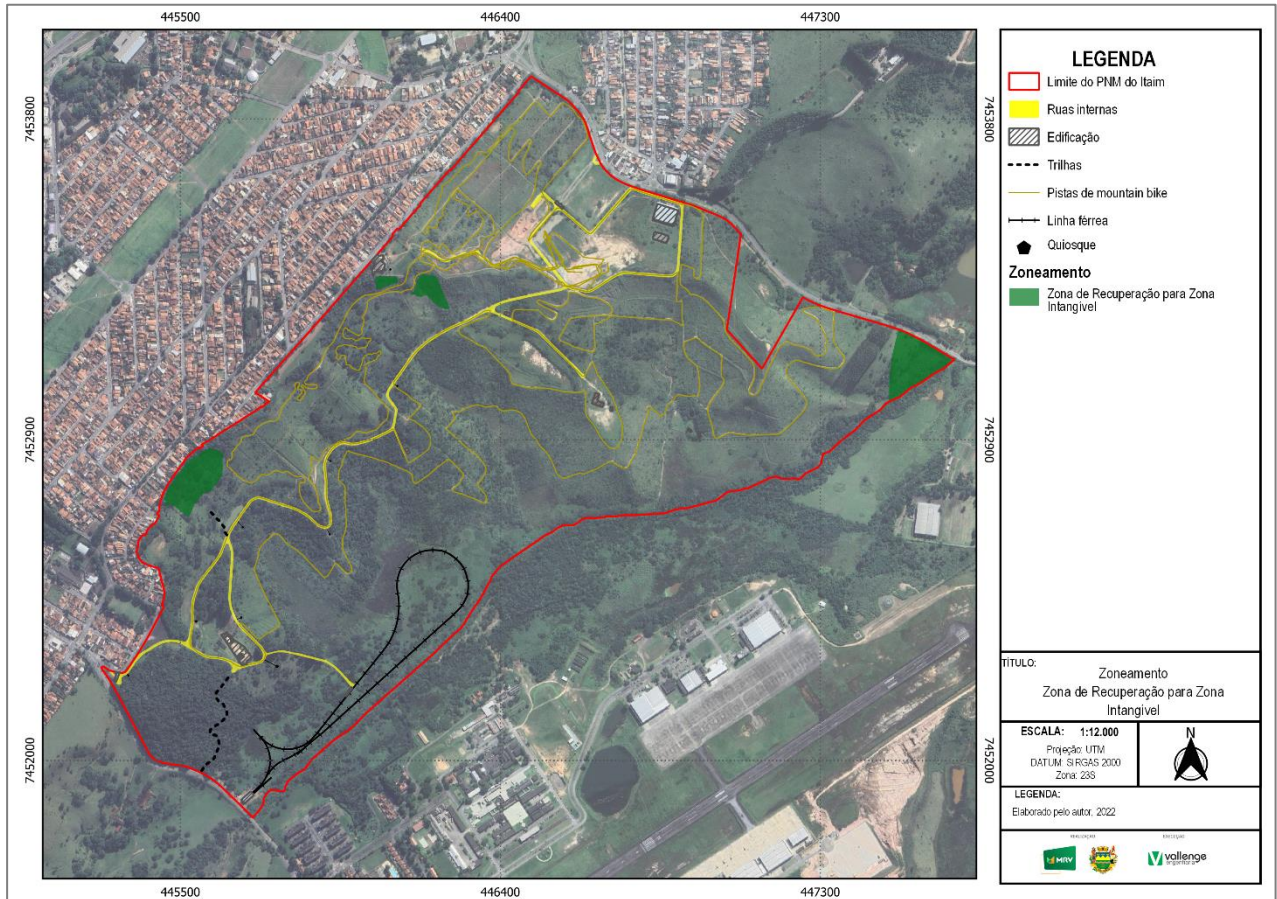 445500
446400
447300
7453800
7453800
7452900
7452900
7452000
7452000
445500
446400
447300
LEGENDA
Limite do PNM do Itaim
Ruas internas
Edificação
Trilhas
Pistas de mountain bike
Linha férrea
Quiosque
Zoneamento
Zona de Recuperação para Zona
Intangível
TÍTULO:
Zoneamento
Zona de Recuperação para Zona
Intangível
ESCALA: 1:12.000
Projeção: UTM
DATUM: SIRGAS 2000
Zona: 23S
N
LEGENDA:
Elaborado pelo autor, 2022
MRV
vallenge